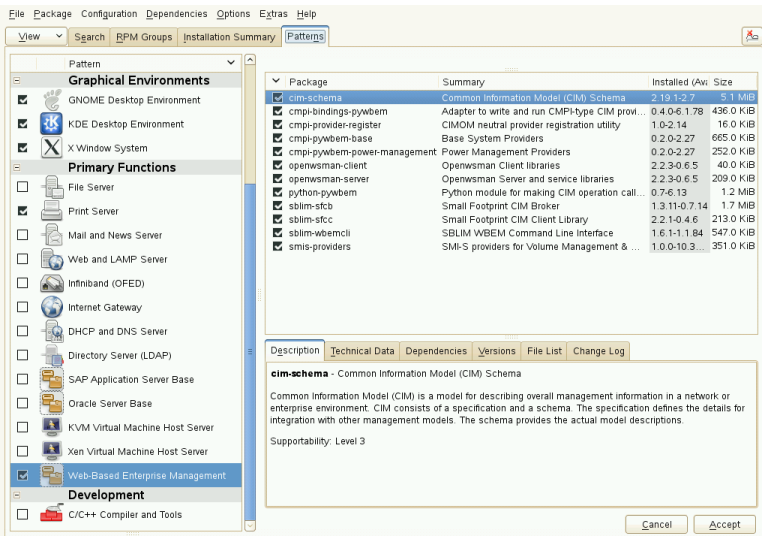 File Package Configuration Dependencies Options Extras Help
View Search RPM Groups Installation Summary Patterns
Pattern
Graphical Environments
GNOME Desktop Environment
KDE Desktop Environment
X Window System
Primary Functions
File Server
Print Server
Mail and News Server
Web and LAMP Server
Infiniband (OFED)
Internet Gateway
DHCP and DNS Server
Directory Server (LDAP)
SAP Application Server Base
Oracle Server Base
KVM Virtual Machine Host Server
Xen Virtual Machine Host Server
Web-Based Enterprise Management
Development
C/C++ Compiler and Tools
Package Summary Installed (Ava Size
cim-schema Common Information Model (CIM) Schema 2.19.1-2.7 5.1 MiB
cmpi-bindings-pywbem Adapter to write and run CMPI-type CIM provi... 0.4.0-6.1.78 436.0 KiB
cmpi-provider-register CIMOM neutral provider registration utility 1.0-2.14 16.0 KiB
cmpi-pywbem-base Base System Providers 0.2.0-2.27 665.0 KiB
cmpi-pywbem-power-management Power Management Providers 0.2.0-2.27 252.0 KiB
openwsman-client Openwsman Client libraries 2.2.3-0.6.5 40.0 KiB
openwsman-server Openwsman Server and service libraries 2.2.3-0.6.5 209.0 KiB
python-pywbem Python module for making CIM operation call... 0.7-6.13 1.2 MiB
sblim-sfcb Small Footprint CIM Broker 1.3.11-0.7.14 1.7 MiB
sblim-sfcc Small Footprint CIM Client Library 2.2.1-0.4.6 213.0 KiB
sblim-wbemcli SBLIM WBEM Command Line Interface 1.6.1-1.1.84 547.0 KiB
smis-providers SMI-S providers for Volume Management & ... 1.0.0-10.3... 351.0 KiB
Description Technical Data Dependencies Versions File List Change Log
cim-schema - Common Information Model (CIM) Schema
Common Information Model (CIM) is a model for describing overall management information in a network or
enterprise environment. CIM consists of a specification and a schema. The specification defines the details for
integration with other management models. The schema provides the actual model descriptions.
Supportability: Level 3
Cancel Accept